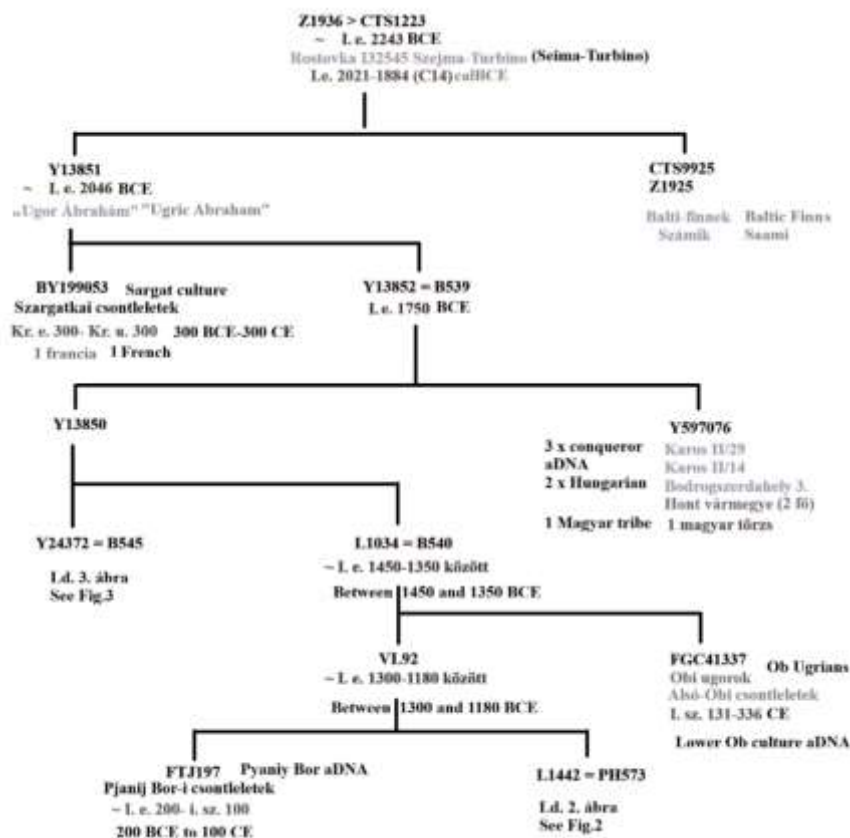 Z1936 > CTS1223
~ I. e. 2243 BCE
Rostovka I32545 Szejma-Turbino (Seima-Turbino)
I.e. 2021-1884 (C14) calBCE
Y13851
~ I. e. 2046 BCE
„Ugor Ábrahám" "Ugric Abraham"
CTS9925
Z1925
Balti-finnek Baltic Finns
Számik Saami
BY199053 Sargat culture
Szargatkai csontleletek
Kr. e. 300- Kr. u. 300 300 BCE-300 CE
1 francia 1 French
Y13852 = B539
I. e. 1750 BCE
Y13850
Y597076
3 x conqueror Karos II/29
aDNA Karos II/14
2 x Hungarian Bodrogszerdahely 3.
Hont vármegye (2 fő)
1 Magyar tribe 1 magyar törzs
Y24372 = B545
Ld. 3. ábra
See Fig.3
L1034 = B540
~ I. e. 1450-1350 között
Between 1450 and 1350 BCE
VL92
~ I. e. 1300-1180 között
Between 1300 and 1180 BCE
FGC41337 Ob Ugrians
Obi ugorok
Alsó-Obi csontleletek
I. sz. 131-336 CE
Lower Ob culture aDNA
FTJ197 Pyaniy Bor aDNA
Pjanij Bor-i csontleletek
~ I. e. 200- i. sz. 100
200 BCE to 100 CE
L1442 = PH573
Ld. 2. ábra
See Fig.2